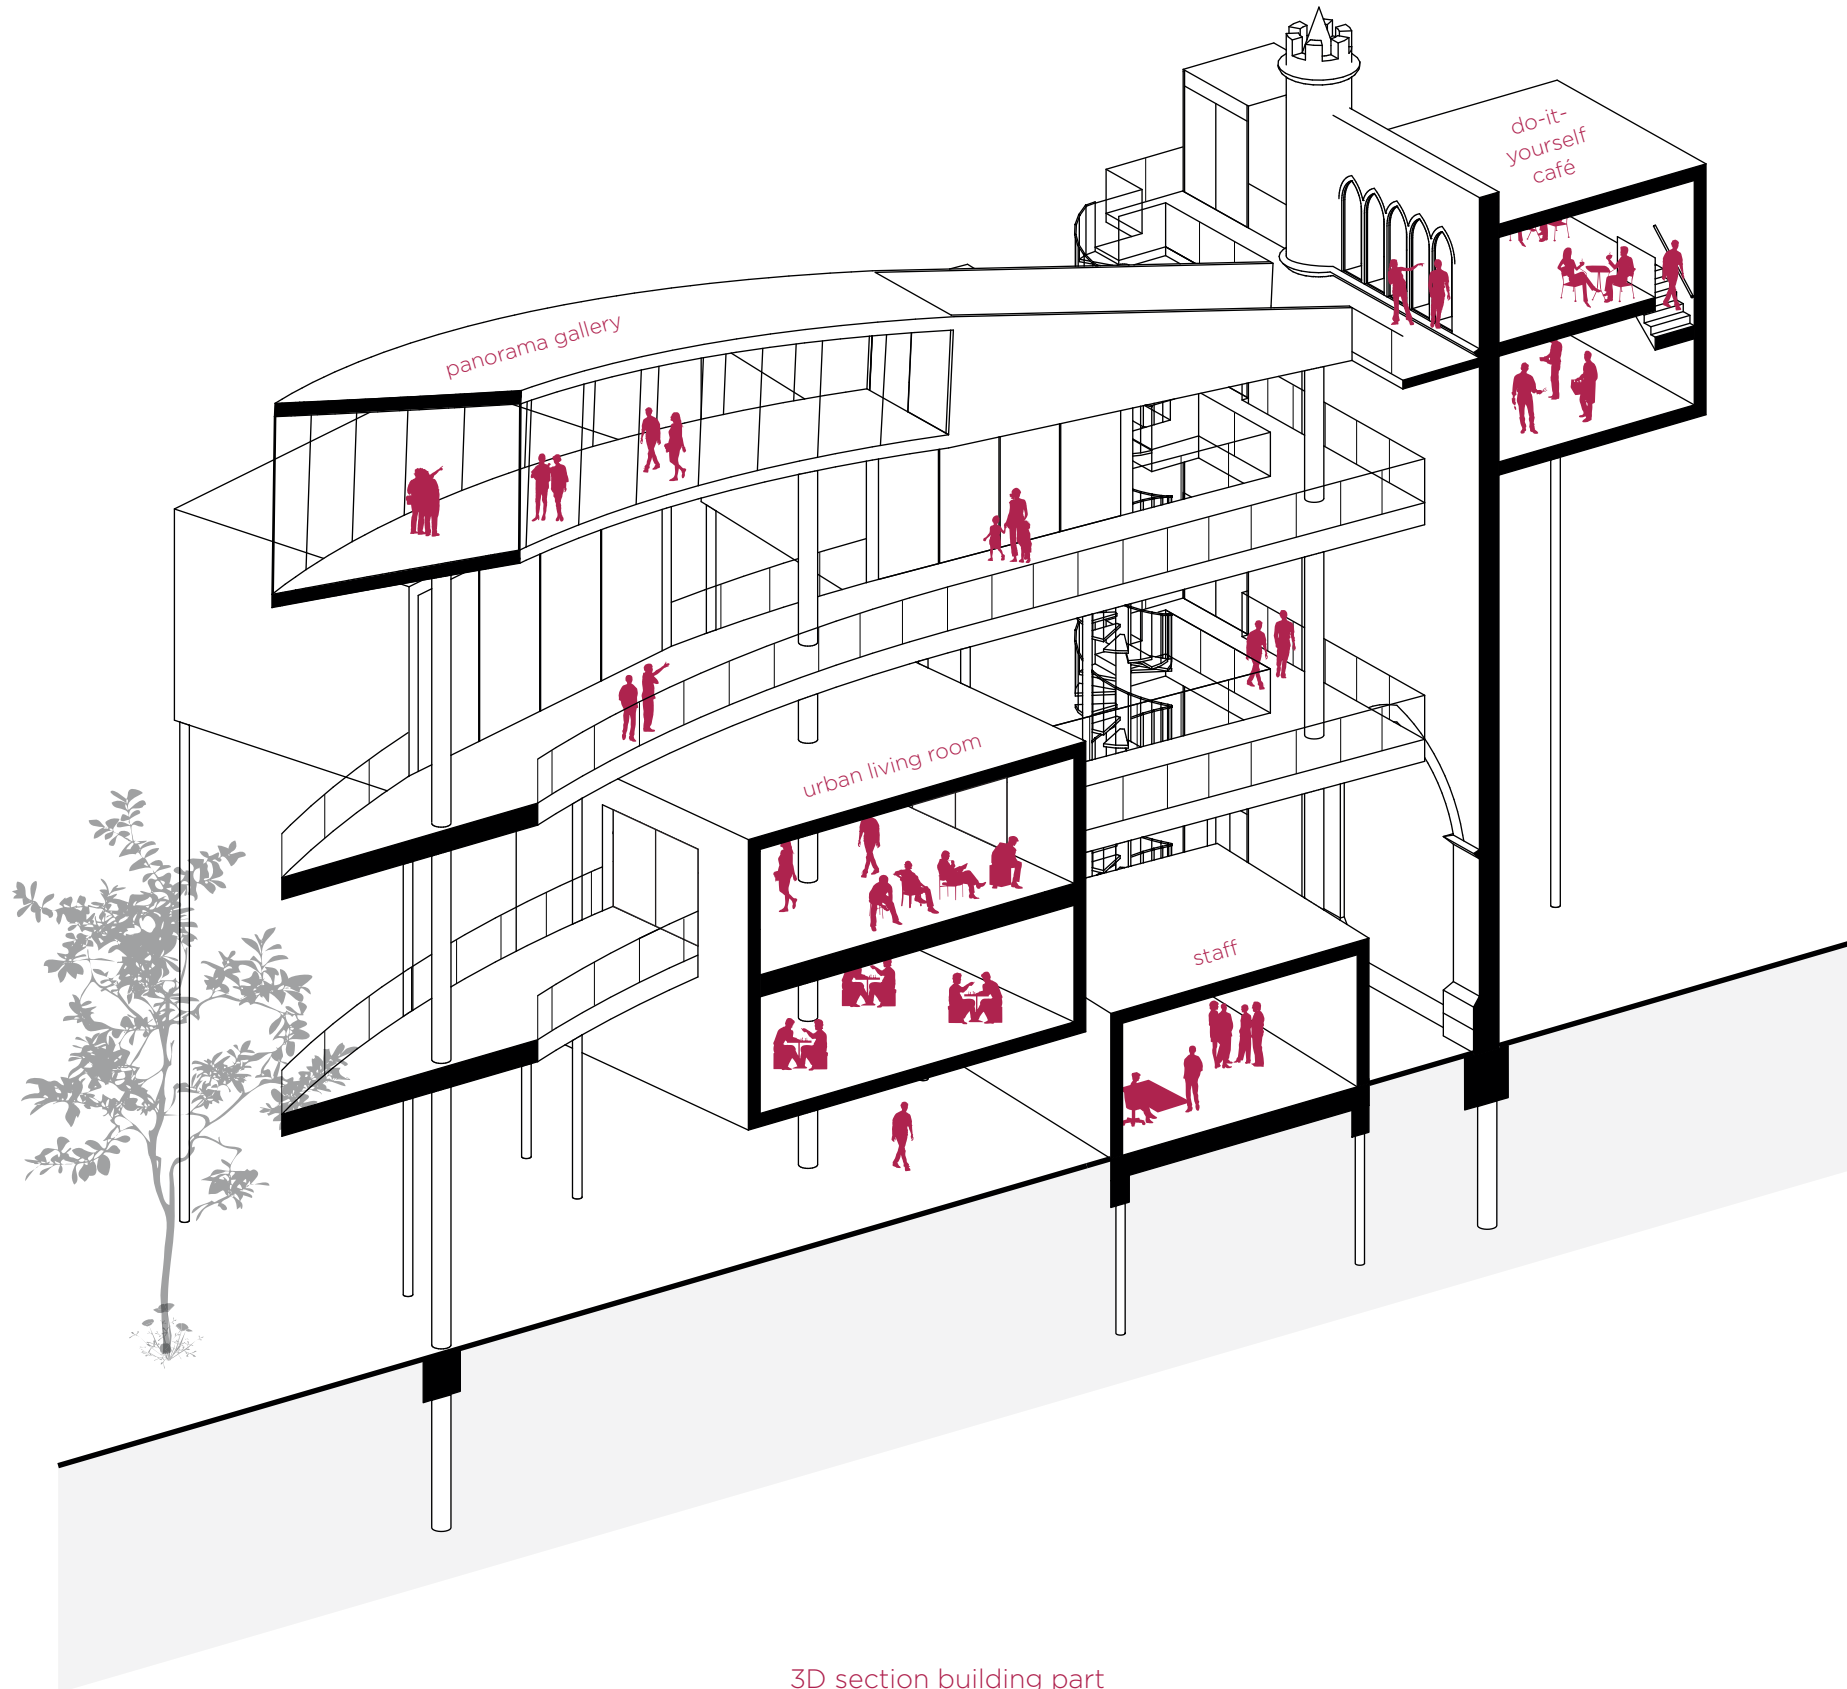 do-it-
yourself
café
panorama gallery
urban living room
staff
3D section building part